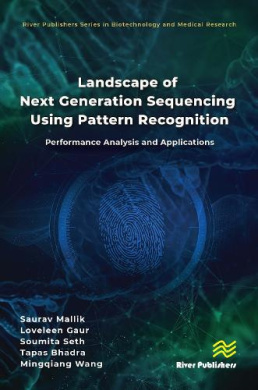 River Publishers Series in Biotechnology and Medical Research
Landscape of
Next Generation Sequencing
Using Pattern Recognition
Performance Analysis and Applications
Saurav Mallik
Loveleen Gaur
Soumita Seth
Tapas Bhadra
Mingqiang Wang
River Publishers